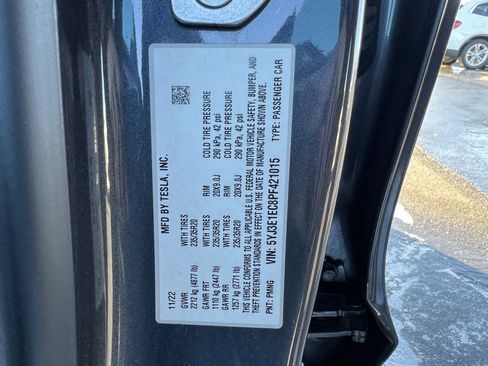 MFD BY TESLA, INC.
11/22
GVWR WITH TIRES RIM COLD TIRE PRESSURE
2212 kg (4877 lb) 235/35R20 20X9.0J 290 kPa, 42 psi
GAWR FRT WITH TIRES RIM COLD TIRE PRESSURE
1110 kg (2447 lb) 235/35R20 20X9.0J 290 kPa, 42 psi
GAWR RR
1257 kg (2771 lb)
THIS VEHICLE CONFORMS TO ALL APPLICABLE U.S. FEDERAL MOTOR VEHICLE SAFETY, BUMPER, AND
THEFT PREVENTION STANDARDS IN EFFECT ON THE DATE OF MANUFACTURE SHOWN ABOVE.
PNT: PMNG VIN: 5YJ3E1EC8PF421015 TYPE: PASSENGER CAR